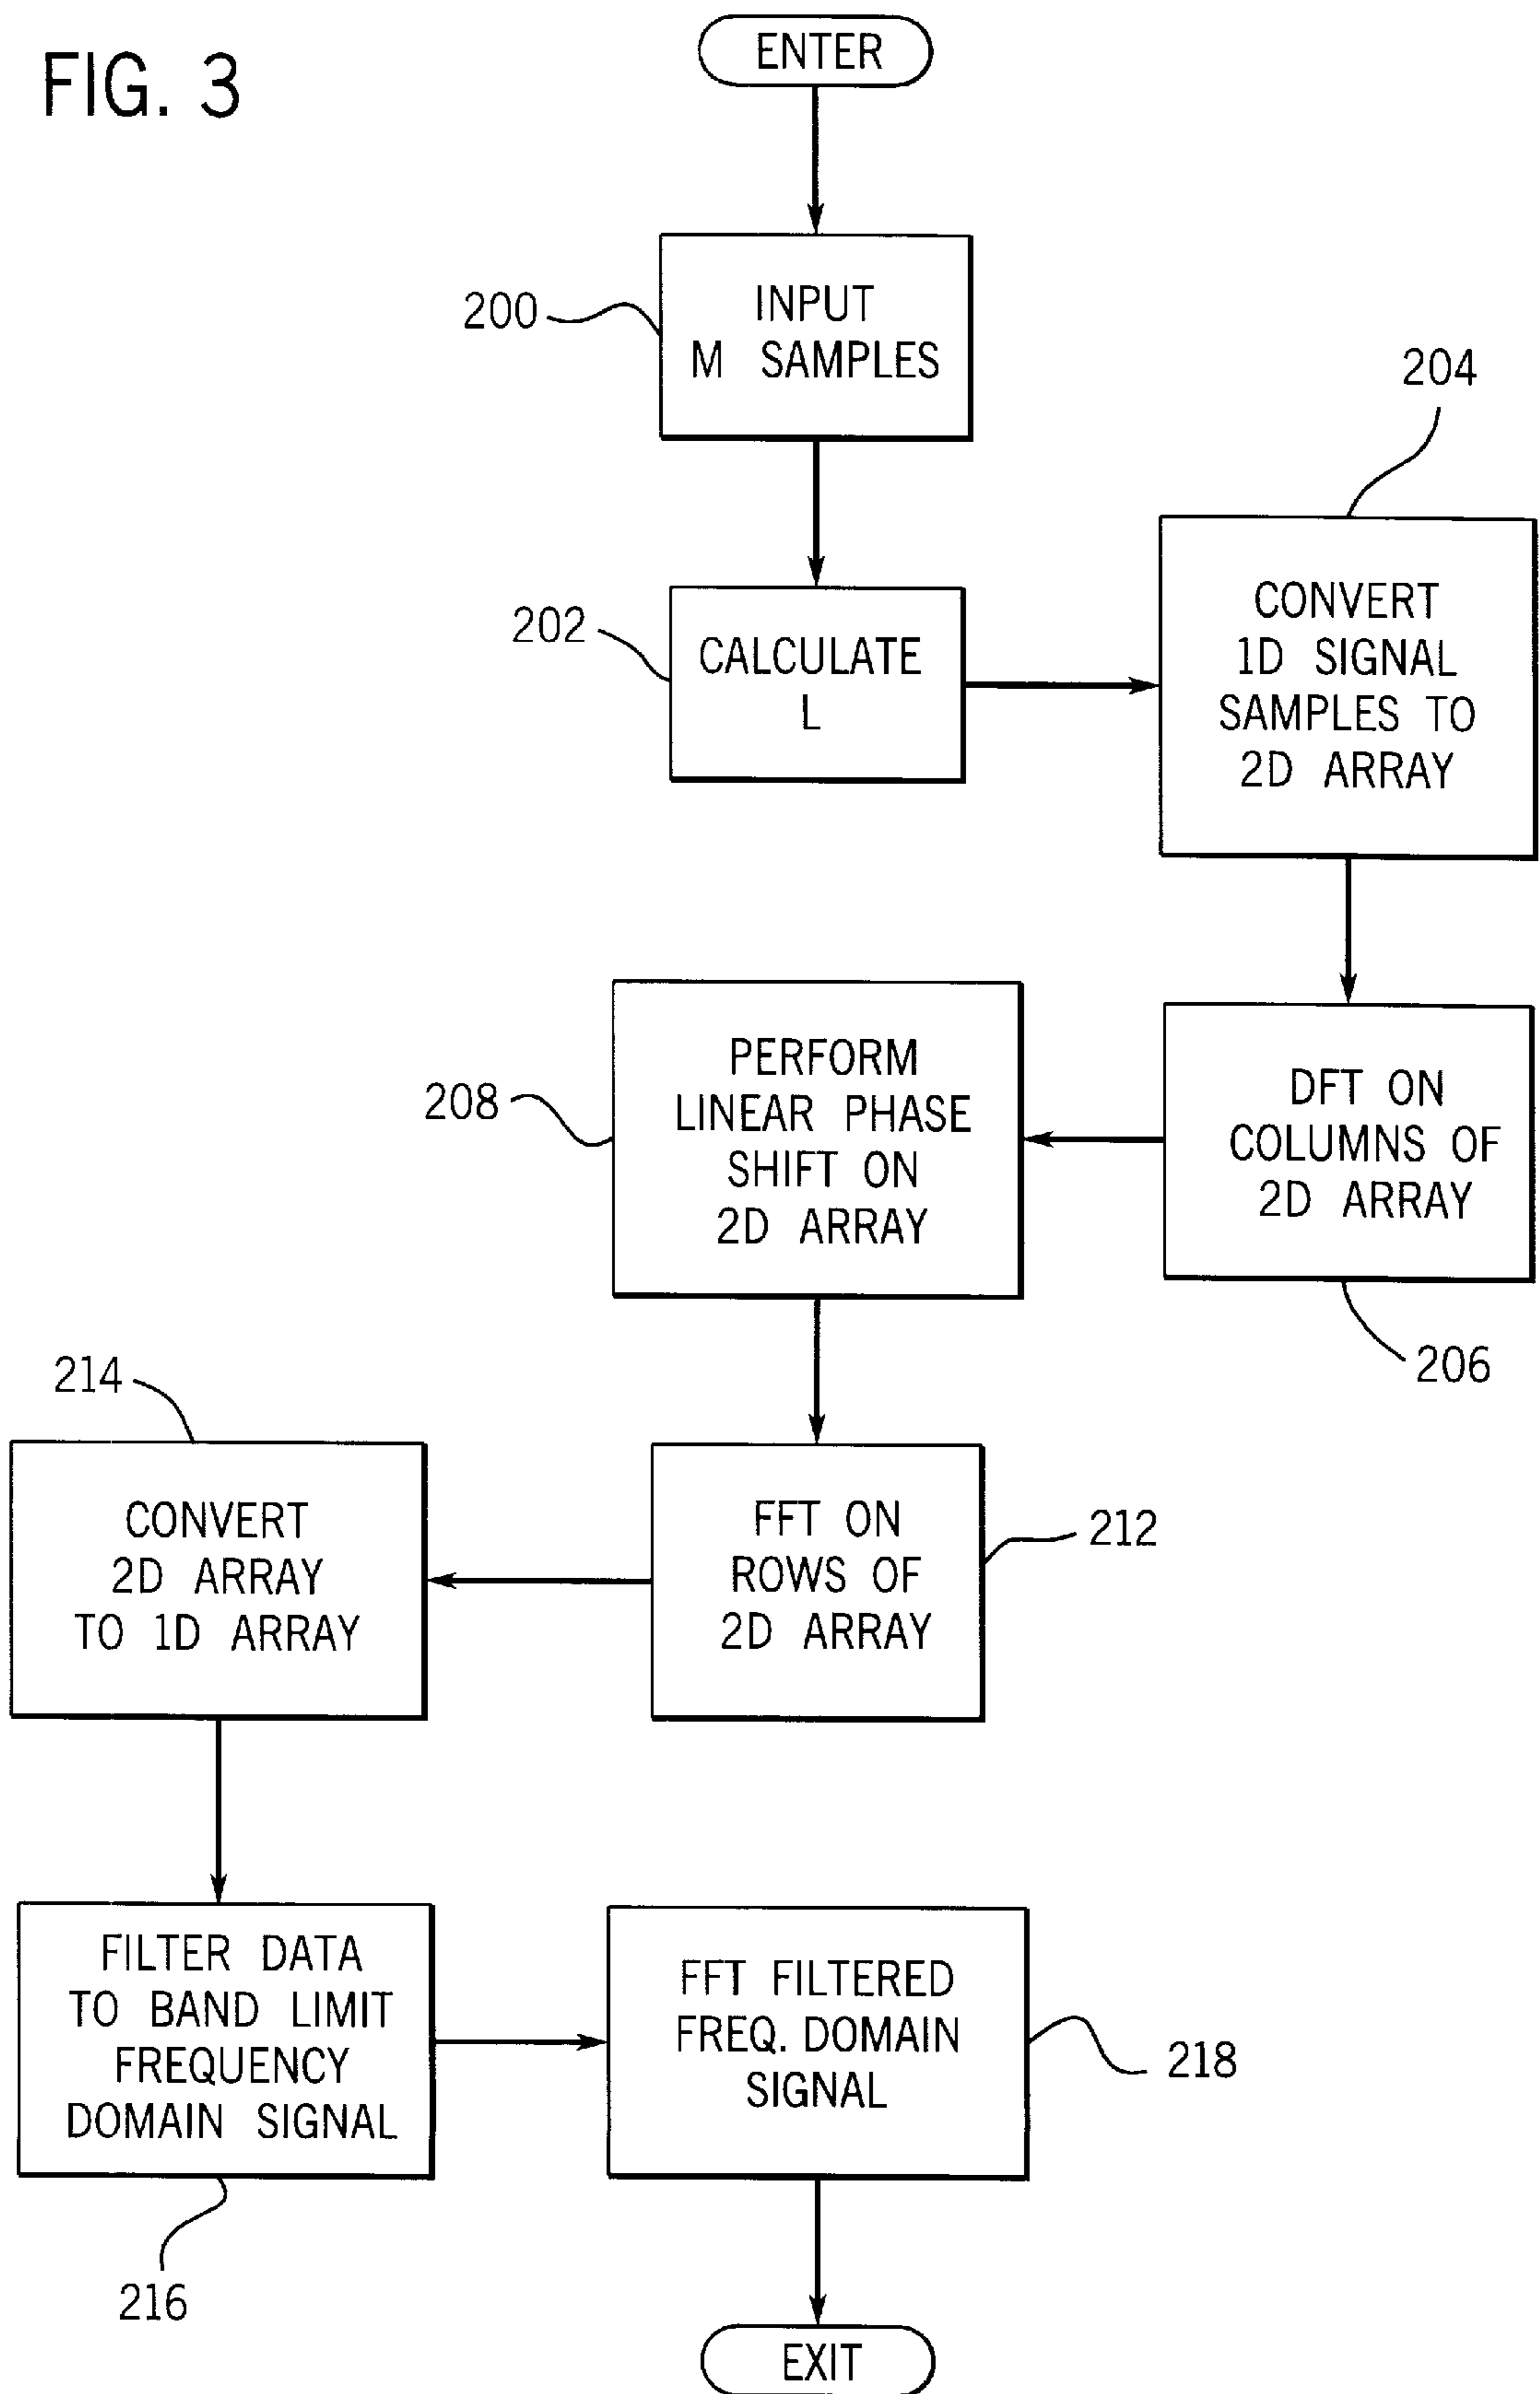 FIG. 3
ENTER
200
INPUT
M SAMPLES
202
CALCULATE
L
204
CONVERT
1D SIGNAL
SAMPLES TO
2D ARRAY
DFT ON
COLUMNS OF
2D ARRAY
206
208
PERFORM
LINEAR PHASE
SHIFT ON
2D ARRAY
FFT ON
ROWS OF
2D ARRAY
212
214
CONVERT
2D ARRAY
TO 1D ARRAY
FILTER DATA
TO BAND LIMIT
FREQUENCY
DOMAIN SIGNAL
216
FFT FILTERED
FREQ. DOMAIN
SIGNAL
218
EXIT